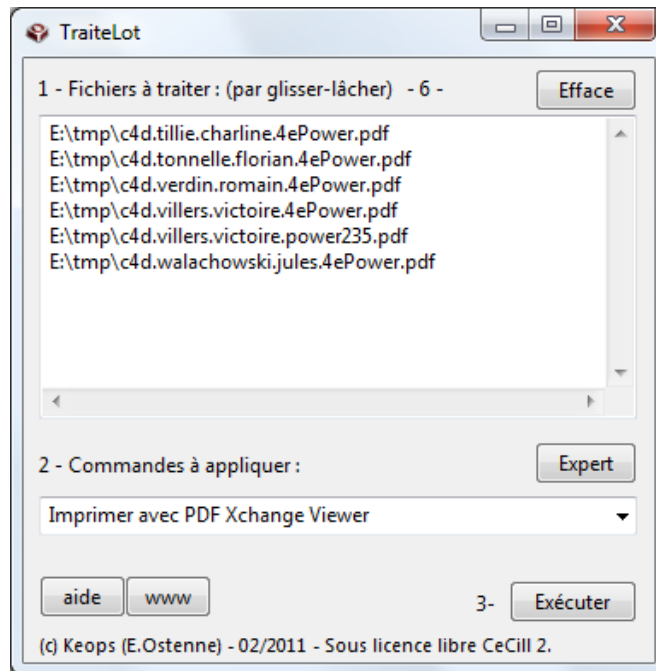 TraiteLot
1 - Fichiers à traiter : (par glisser-lâcher) - 6 -
Efface
E:\tmp\c4d.tillie.charline.4ePower.pdf
E:\tmp\c4d.tonnelle.florian.4ePower.pdf
E:\tmp\c4d.verdin.romain.4ePower.pdf
E:\tmp\c4d.villers.victoire.4ePower.pdf
E:\tmp\c4d.villers.victoire.power235.pdf
E:\tmp\c4d.walachowski.jules.4ePower.pdf
2 - Commandes à appliquer :
Expert
Imprimer avec PDF Xchange Viewer
aide
www
3-
Exécuter
(c) Keops (E.Ostenne) - 02/2011 - Sous licence libre CeCill 2.